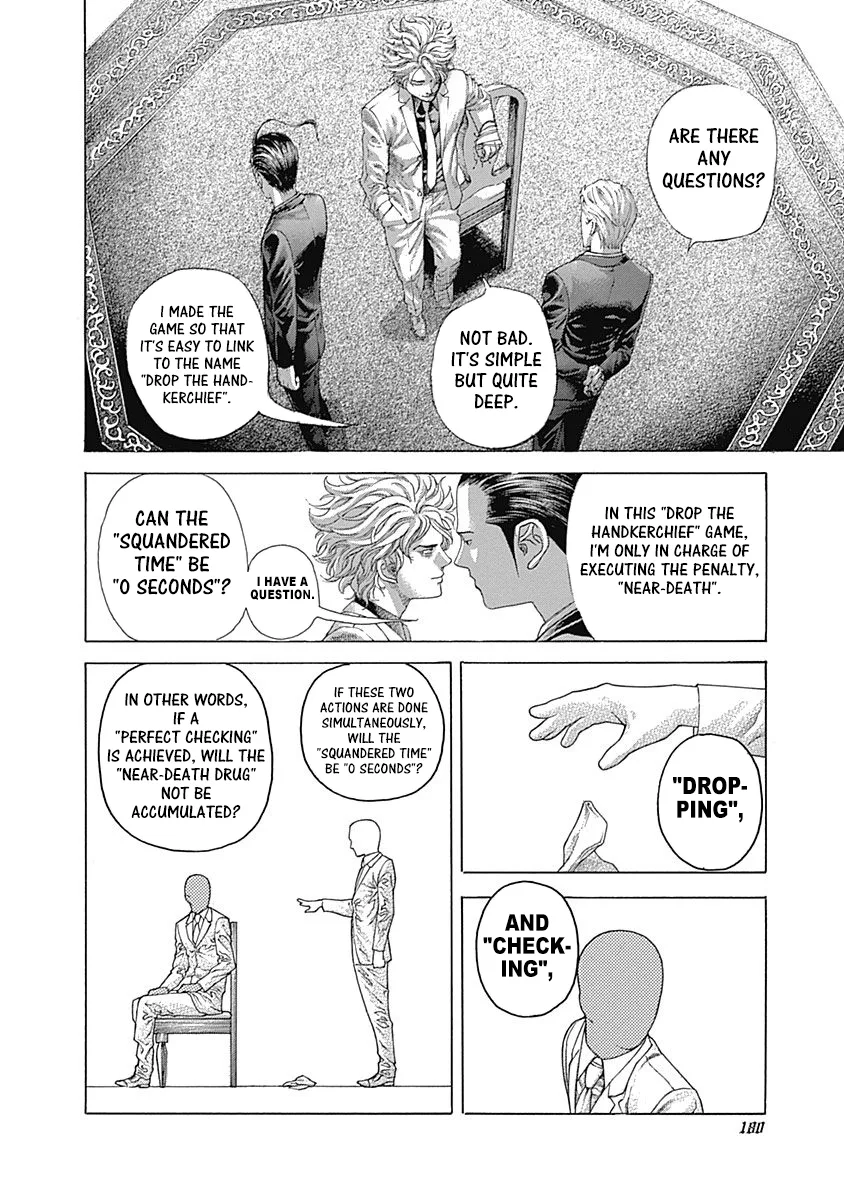 ARE THERE
ANY
QUESTIONS?
NOT BAD.
IT'S SIMPLE
BUT QUITE
DEEP.
I MADE THE
GAME SO THAT
IT'S EASY TO LINK
TO THE NAME
"DROP THE HAND-
KERCHIEF".
IN THIS "DROP THE
HANDKERCHIEF" GAME,
I'M ONLY IN CHARGE OF
EXECUTING THE PENALTY,
"NEAR-DEATH".
I HAVE A
QUESTION.
CAN THE
"SQUANDERED
TIME" BE
"0 SECONDS"?
"DROP-
PING",
AND
"CHECK-
ING",
IF THESE TWO
ACTIONS ARE DONE
SIMULTANEOUSLY,
WILL THE
"SQUANDERED TIME"
BE "0 SECONDS"?
IN OTHER WORDS,
IF A
"PERFECT CHECKING"
IS ACHIEVED, WILL THE
"NEAR-DEATH DRUG"
NOT BE
ACCUMULATED?
180